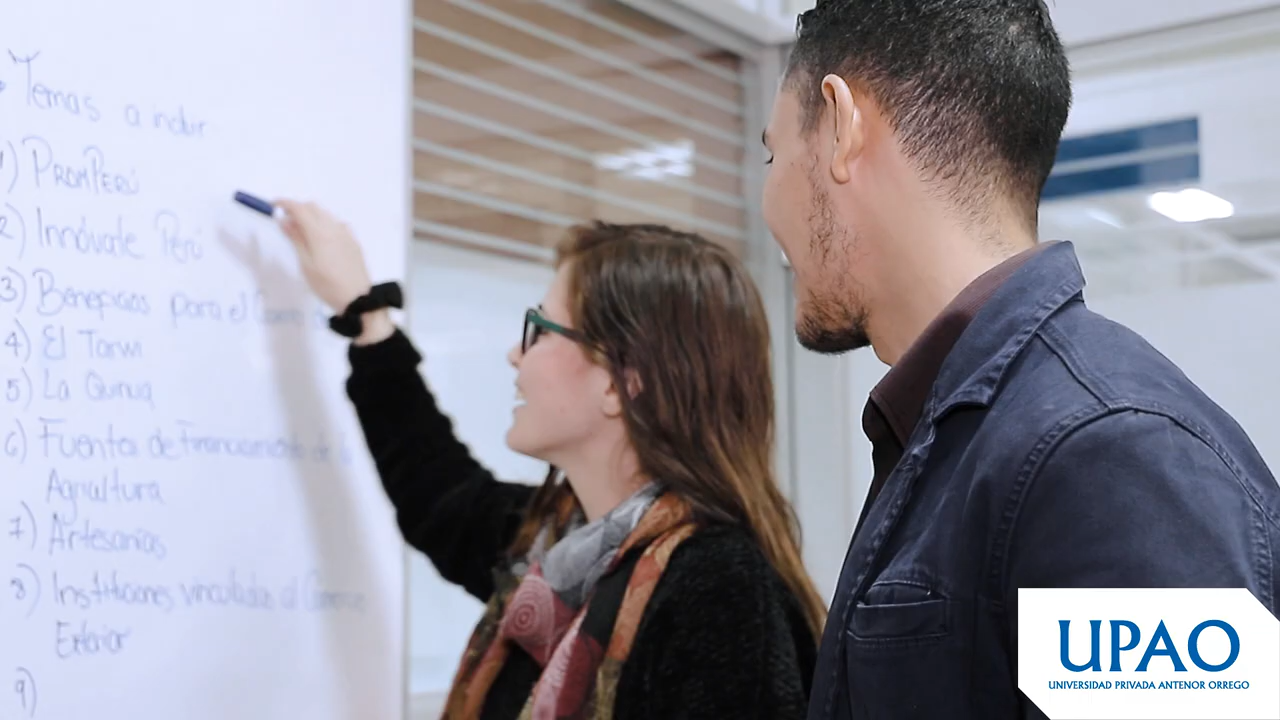 Temas a incluir
1) PromPerú
2) Innóvate Perú
3) Beneficios para el
4) El Tarwi
5) La Quinua
6) Fuentes de Financiamiento de la
Agricultura
7) Artesanías
8) Instituciones vinculadas al Comercio
Exterior
9)
UPAO
UNIVERSIDAD PRIVADA ANTENOR ORREGO